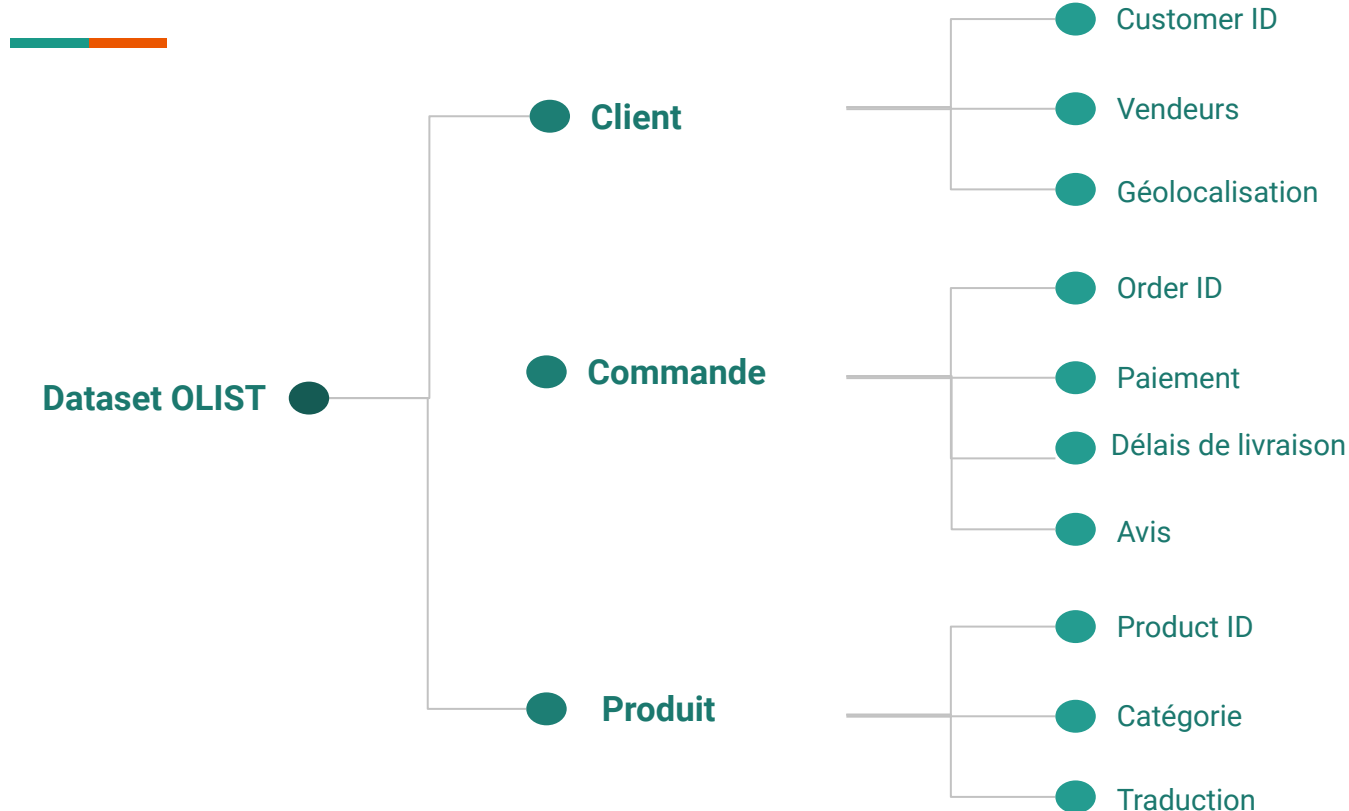 Dataset OLIST
Client
Customer ID
Vendeurs
Géolocalisation
Commande
Order ID
Paiement
Délais de livraison
Avis
Produit
Product ID
Catégorie
Traduction